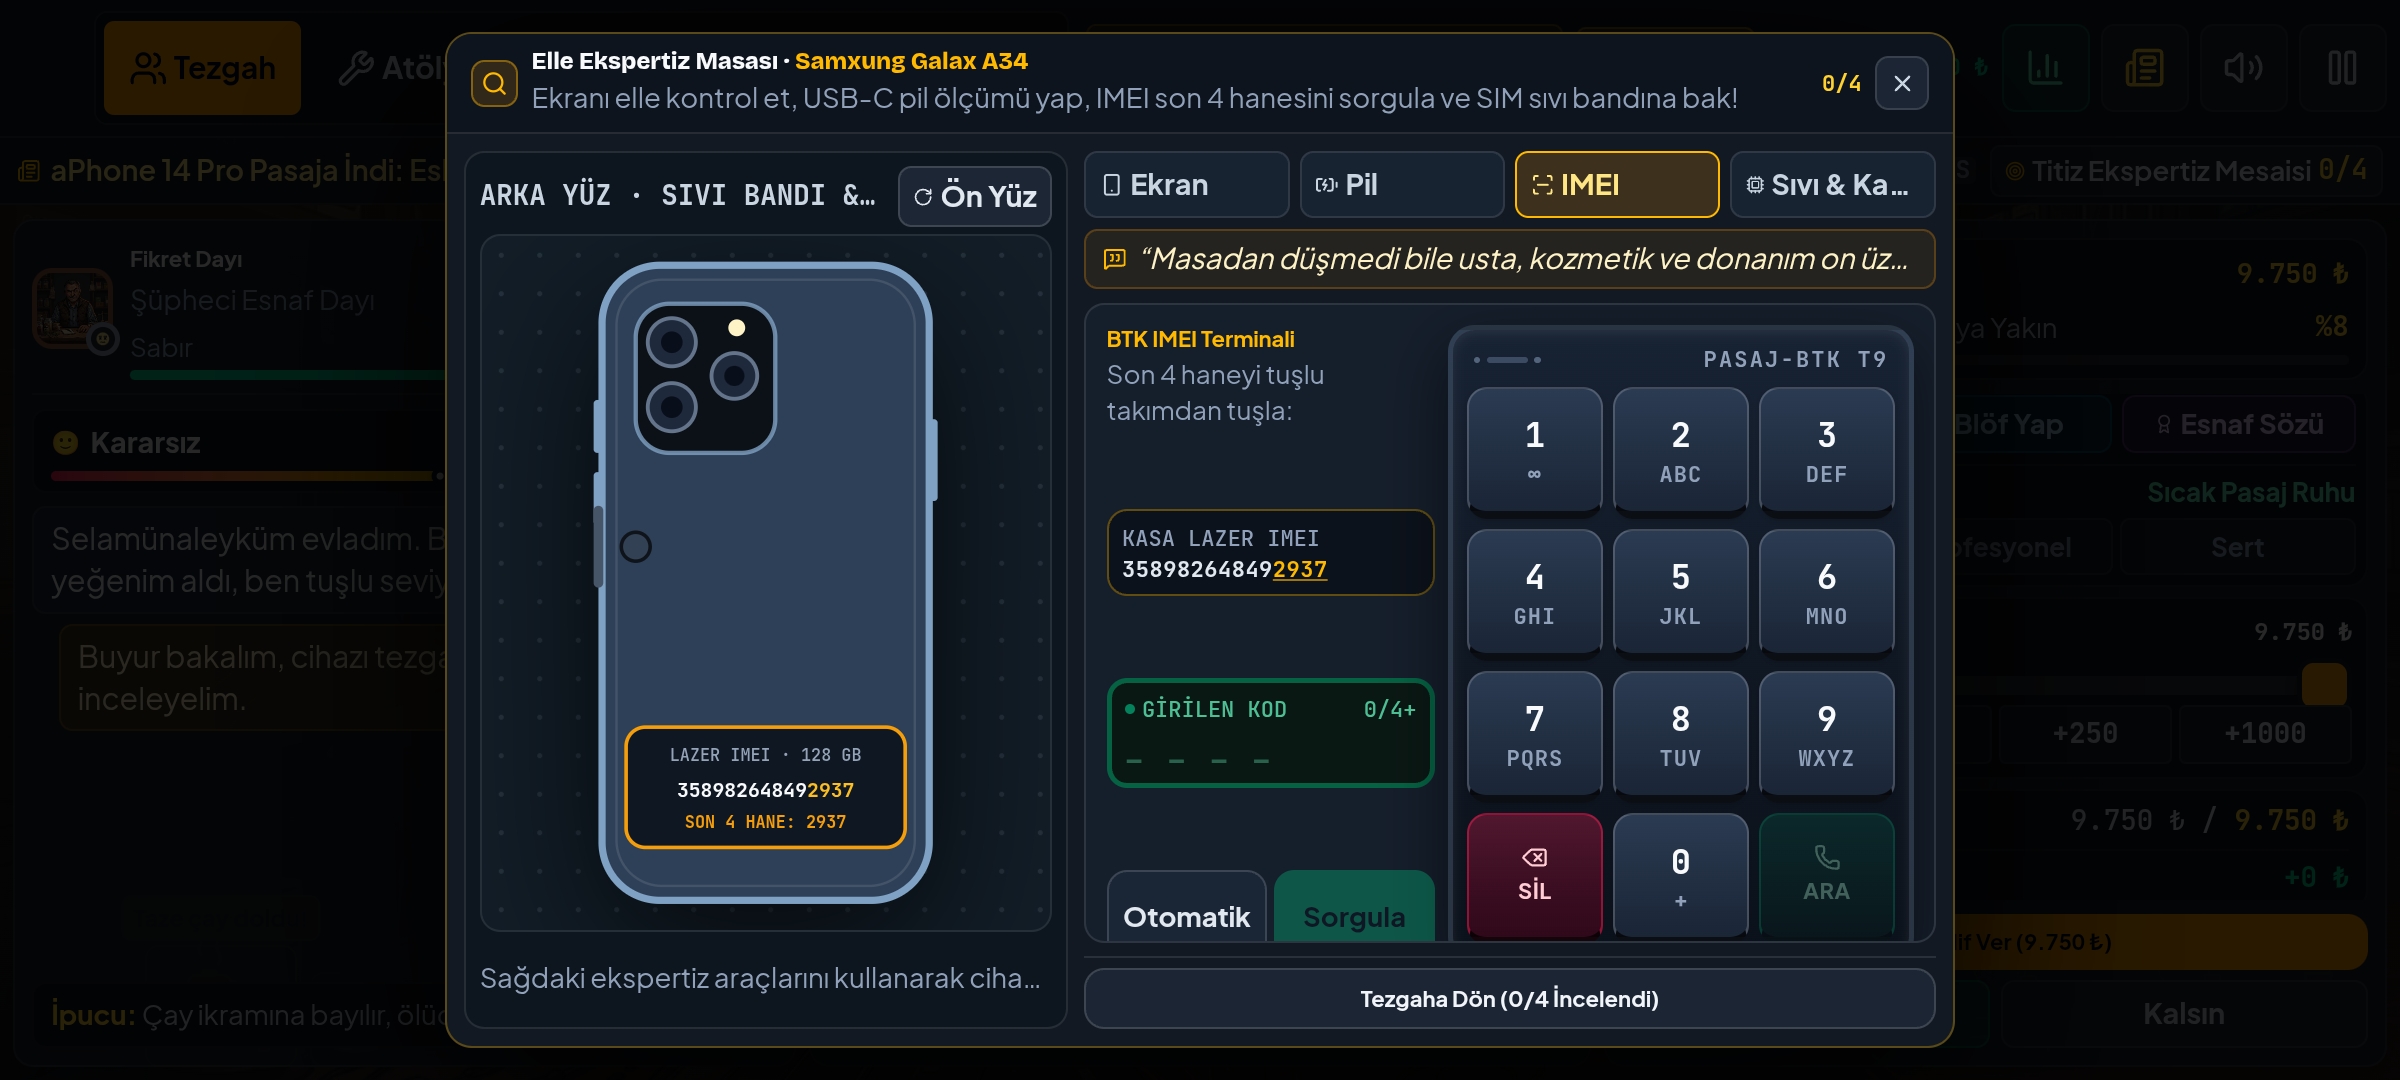 Tezgah
Atöly
Elle Ekspertiz Masası · Samxung Galax A34
Ekranı elle kontrol et, USB-C pil ölçümü yap, IMEI son 4 hanesini sorgula ve SIM sıvı bandına bak!
0/4
aPhone 14 Pro Pasaja İndi: Es
Titiz Ekspertiz Mesaisi 0/4
Fikret Dayı
Şüpheci Esnaf Dayı
Sabır
Kararsız
Selamünaleyküm evladım. B
yeğenim aldı, ben tuşlu seviy
Buyur bakalım, cihazı tezga
inceleyelim.
İpucu: Çay ikramına bayılır, ölüc
ARKA YÜZ · SIVI BANDI &…
Ön Yüz
LAZER IMEI · 128 GB
358982648492937
SON 4 HANE: 2937
Sağdaki ekspertiz araçlarını kullanarak ciha...
Ekran
Pil
IMEI
Sıvı & Ka...
“Masadan düşmedi bile usta, kozmetik ve donanım on üz...
BTK IMEI Terminali
Son 4 haneyi tuşlu
takımdan tuşla:
KASA LAZER IMEI
358982648492937
GİRİLEN KOD 0/4+
_ _ _ _
Otomatik
Sorgula
PASAJ-BTK T9
1
∞
2
ABC
3
DEF
4
GHI
5
JKL
6
MNO
7
PQRS
8
TUV
9
WXYZ
SİL
0
+
ARA
Tezgaha Dön (0/4 İncelendi)
9.750 ₺
ya Yakın %8
Blöf Yap
Esnaf Sözü
Sıcak Pasaj Ruhu
ofesyonel
Sert
9.750 ₺
+250
+1000
9.750 ₺ / 9.750 ₺
+0 ₺
lif Ver (9.750 ₺)
Kalsın